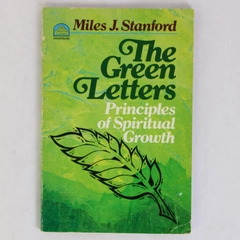 Miles J. Stanford
The
Green
Letters
Principles
of Spiritual
Growth